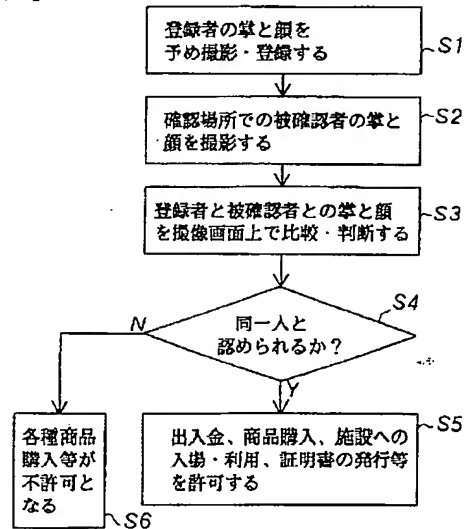 登録者の掌と顔を
予め撮影・登録する
S1
確認場所での被確認者の掌と
顔を撮影する
S2
登録者と被確認者との掌と顔
を撮像画面上で比較・判断する
S3
S4
同一人と
認められるか?
N
Y
各種商品
購入等が
不許可と
なる
S6
出入金、商品購入、施設への
入場・利用、証明書の発行等
を許可する
S5